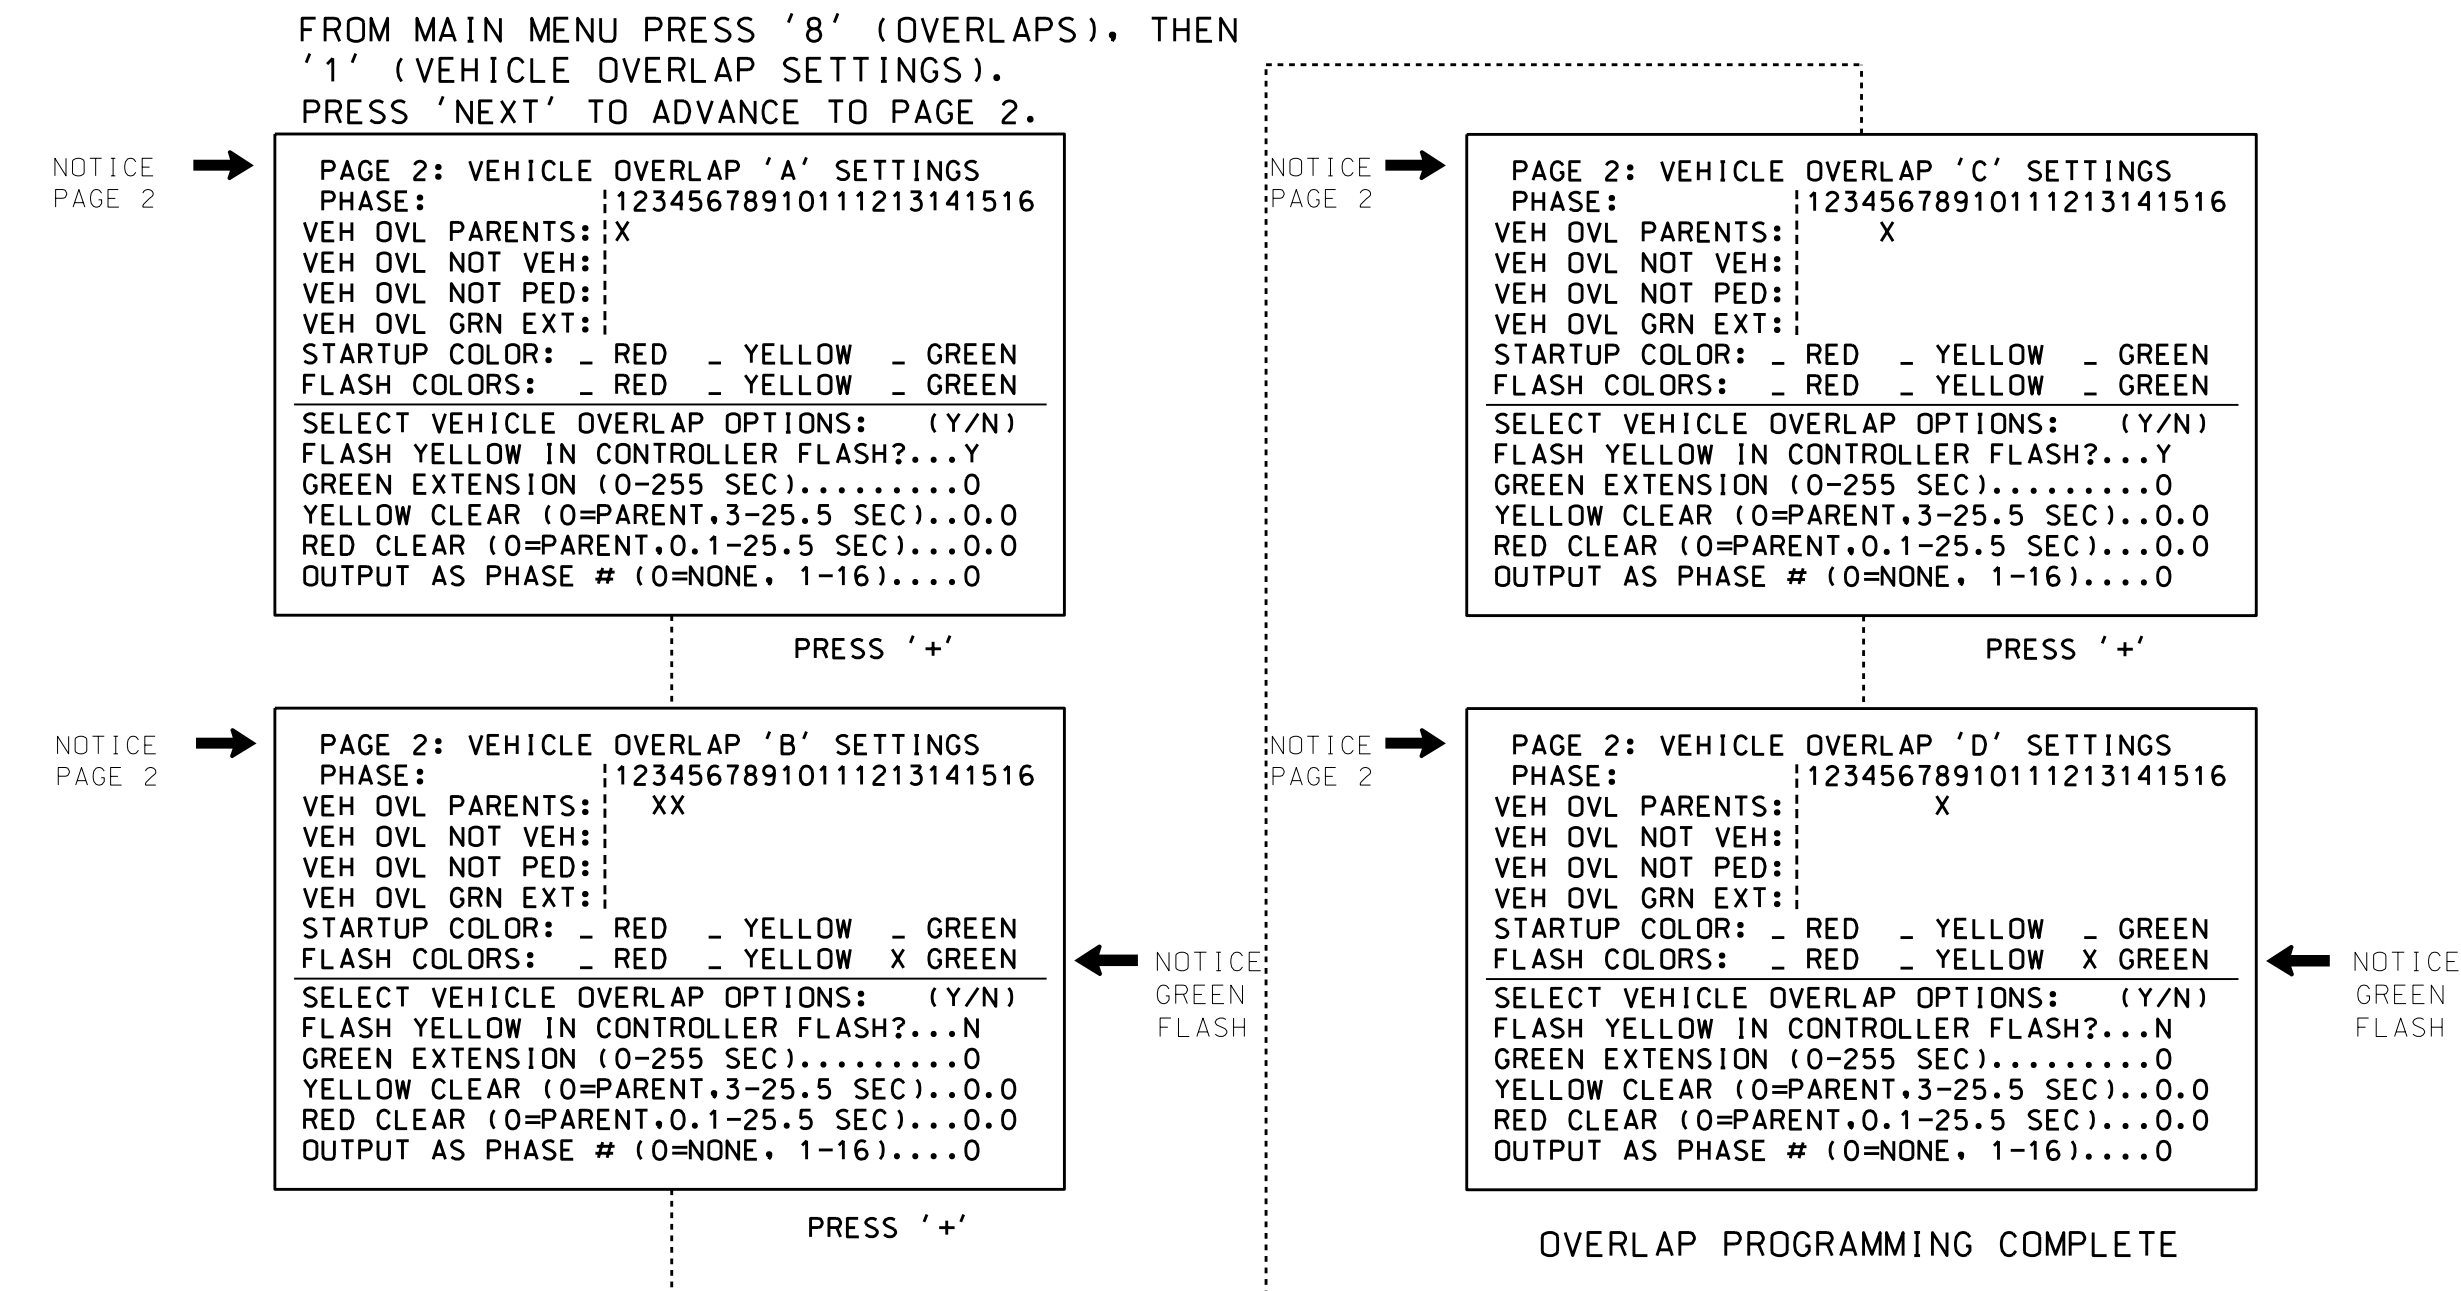 FROM MAIN MENU PRESS '8' (OVERLAPS), THEN
'1' (VEHICLE OVERLAP SETTINGS).
PRESS 'NEXT' TO ADVANCE TO PAGE 2.
NOTICE
PAGE 2
PAGE 2: VEHICLE OVERLAP 'A' SETTINGS
PHASE: |12345678910111213141516
VEH OVL PARENTS:|X
VEH OVL NOT VEH:|
VEH OVL NOT PED:|
VEH OVL GRN EXT:|
STARTUP COLOR: _ RED _ YELLOW _ GREEN
FLASH COLORS: _ RED _ YELLOW _ GREEN
SELECT VEHICLE OVERLAP OPTIONS: (Y/N)
FLASH YELLOW IN CONTROLLER FLASH?...Y
GREEN EXTENSION (0-255 SEC).........0
YELLOW CLEAR (0=PARENT,3-25.5 SEC)..0.0
RED CLEAR (0=PARENT,0.1-25.5 SEC)...0.0
OUTPUT AS PHASE # (0=NONE, 1-16)....0
PRESS '+'
NOTICE
PAGE 2
PAGE 2: VEHICLE OVERLAP 'B' SETTINGS
PHASE: |12345678910111213141516
VEH OVL PARENTS:| XX
VEH OVL NOT VEH:|
VEH OVL NOT PED:|
VEH OVL GRN EXT:|
STARTUP COLOR: _ RED _ YELLOW _ GREEN
FLASH COLORS: _ RED _ YELLOW X GREEN
NOTICE
GREEN
FLASH
SELECT VEHICLE OVERLAP OPTIONS: (Y/N)
FLASH YELLOW IN CONTROLLER FLASH?...N
GREEN EXTENSION (0-255 SEC).........0
YELLOW CLEAR (0=PARENT,3-25.5 SEC)..0.0
RED CLEAR (0=PARENT,0.1-25.5 SEC)...0.0
OUTPUT AS PHASE # (0=NONE, 1-16)....0
PRESS '+'
NOTICE
PAGE 2
PAGE 2: VEHICLE OVERLAP 'C' SETTINGS
PHASE: |12345678910111213141516
VEH OVL PARENTS:| X
VEH OVL NOT VEH:|
VEH OVL NOT PED:|
VEH OVL GRN EXT:|
STARTUP COLOR: _ RED _ YELLOW _ GREEN
FLASH COLORS: _ RED _ YELLOW _ GREEN
SELECT VEHICLE OVERLAP OPTIONS: (Y/N)
FLASH YELLOW IN CONTROLLER FLASH?...Y
GREEN EXTENSION (0-255 SEC).........0
YELLOW CLEAR (0=PARENT,3-25.5 SEC)..0.0
RED CLEAR (0=PARENT,0.1-25.5 SEC)...0.0
OUTPUT AS PHASE # (0=NONE, 1-16)....0
PRESS '+'
NOTICE
PAGE 2
PAGE 2: VEHICLE OVERLAP 'D' SETTINGS
PHASE: |12345678910111213141516
VEH OVL PARENTS:| X
VEH OVL NOT VEH:|
VEH OVL NOT PED:|
VEH OVL GRN EXT:|
STARTUP COLOR: _ RED _ YELLOW _ GREEN
FLASH COLORS: _ RED _ YELLOW X GREEN
NOTICE
GREEN
FLASH
SELECT VEHICLE OVERLAP OPTIONS: (Y/N)
FLASH YELLOW IN CONTROLLER FLASH?...N
GREEN EXTENSION (0-255 SEC).........0
YELLOW CLEAR (0=PARENT,3-25.5 SEC)..0.0
RED CLEAR (0=PARENT,0.1-25.5 SEC)...0.0
OUTPUT AS PHASE # (0=NONE, 1-16)....0
OVERLAP PROGRAMMING COMPLETE